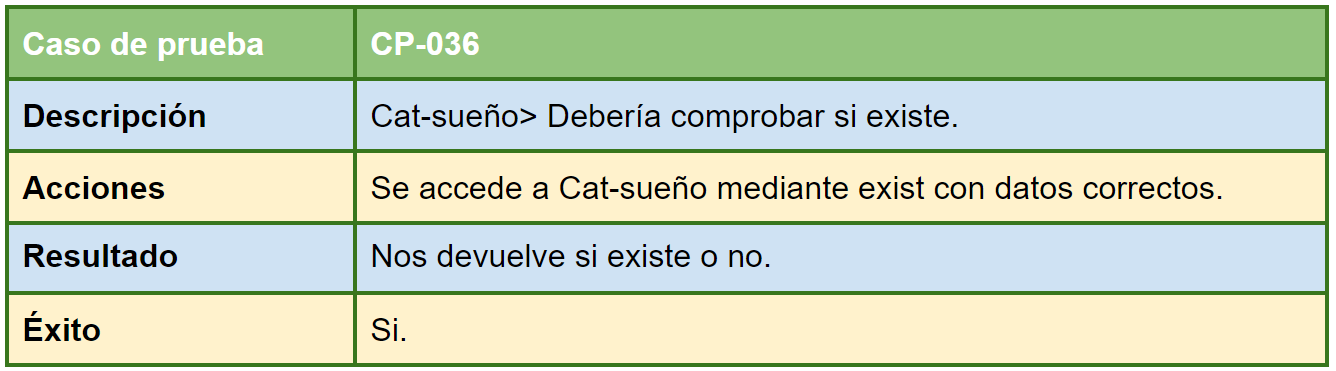 Caso de prueba CP-036
Descripción Cat-sueño> Debería comprobar si existe.
Acciones Se accede a Cat-sueño mediante exist con datos correctos.
Resultado Nos devuelve si existe o no.
Éxito Si.